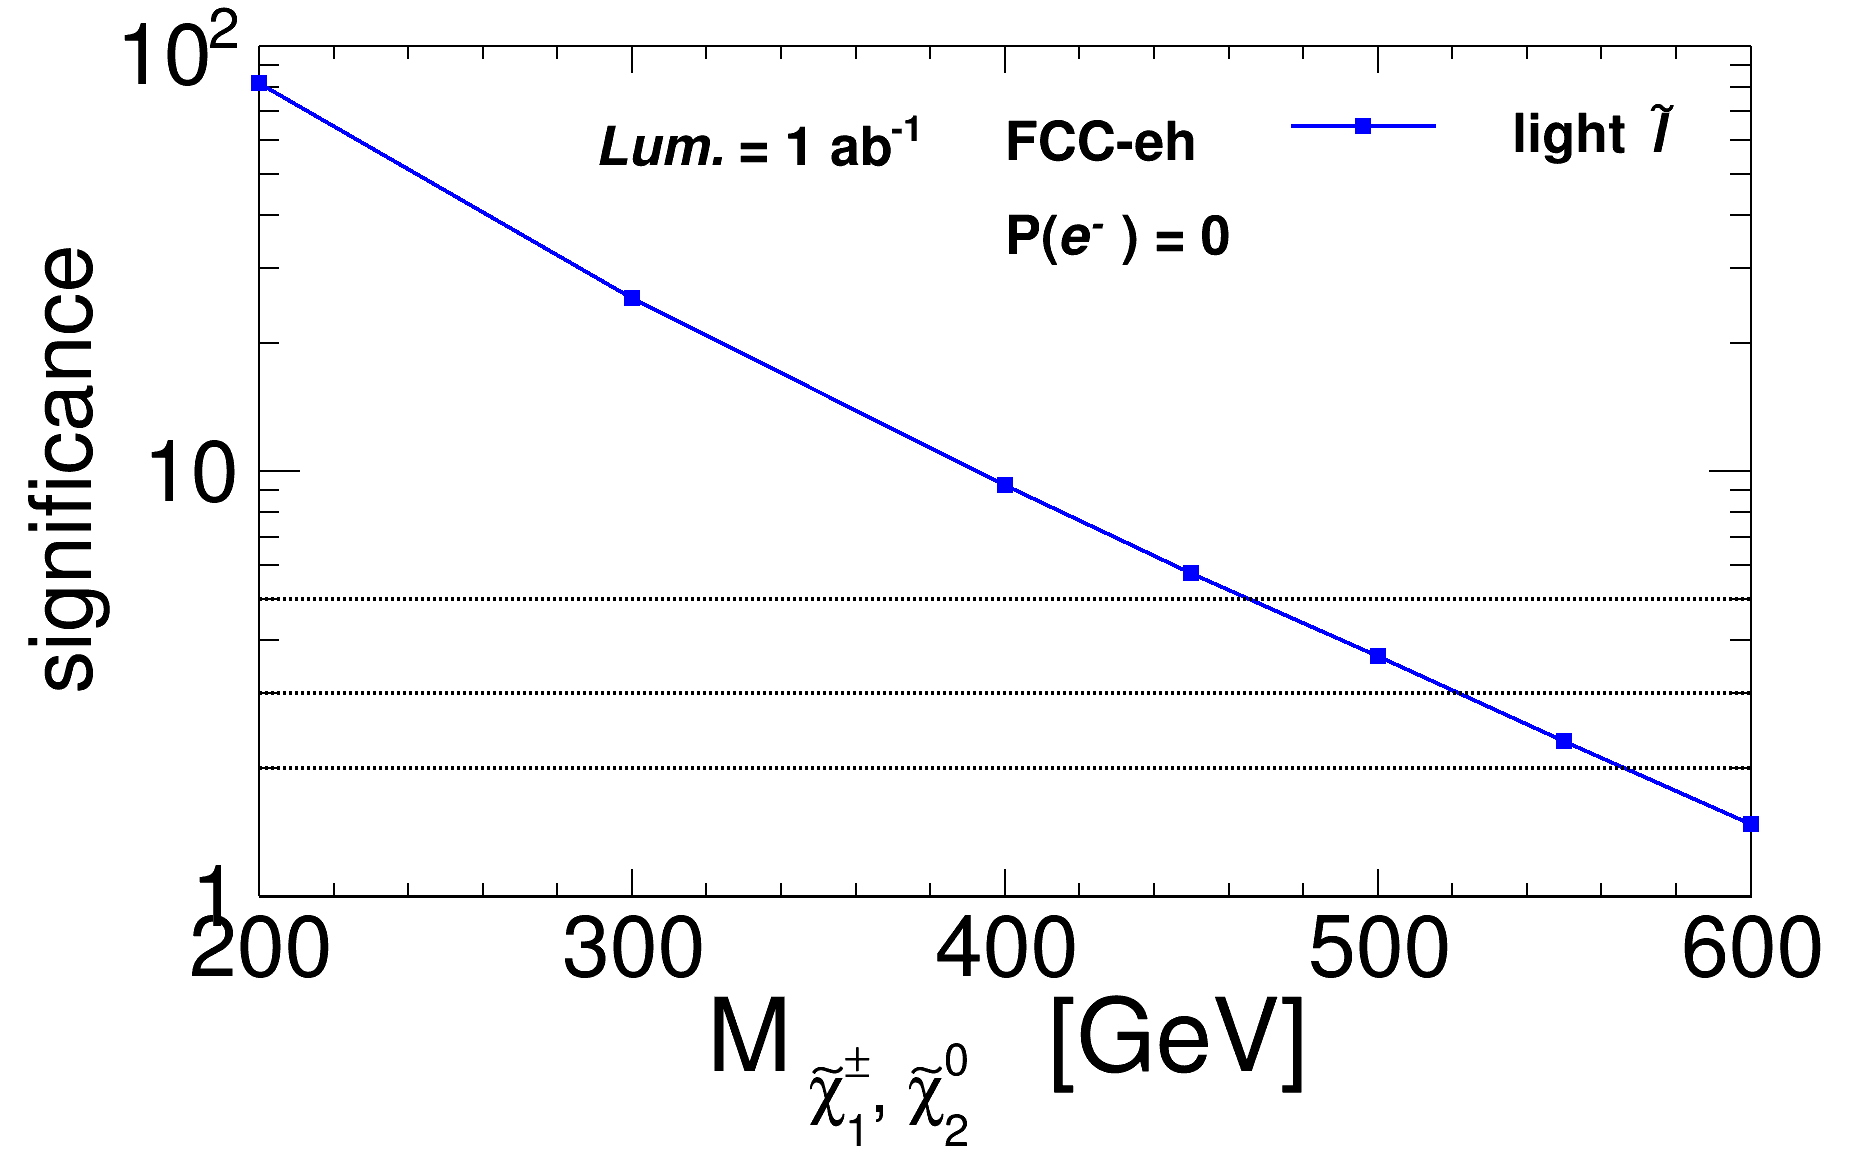 10²
Lum. = 1 ab⁻¹ FCC-eh light l̃
P(e⁻ ) = 0
significance
10
1
200 300 400 500 600
M χ̃₁±, χ̃₂⁰ [GeV]